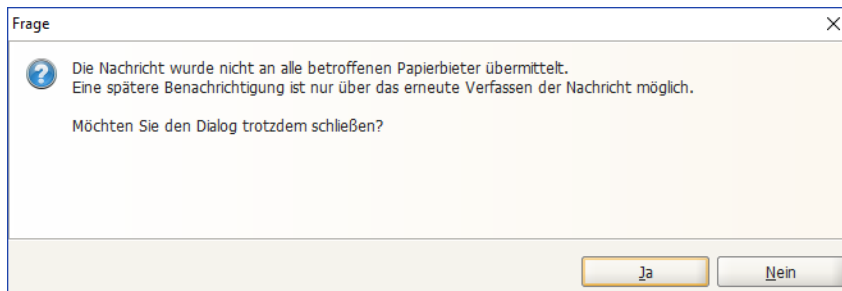 Frage
Die Nachricht wurde nicht an alle betroffenen Papierbieter übermittelt.
Eine spätere Benachrichtigung ist nur über das erneute Verfassen der Nachricht möglich.
Möchten Sie den Dialog trotzdem schließen?
Ja
Nein